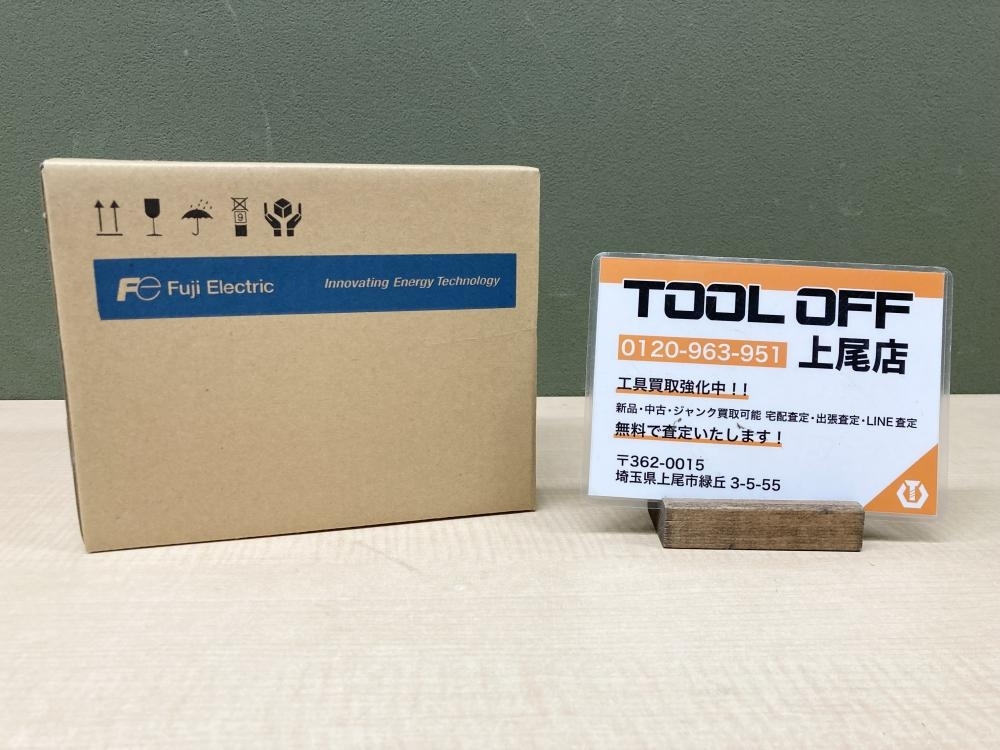 9
Fe Fuji Electric
Innovating Energy Technology
TOOL OFF
0120-963-951 上尾店
工具買取強化中！！
新品・中古・ジャンク買取可能 宅配査定・出張査定・LINE査定
無料で査定いたします！
〒362-0015
埼玉県上尾市緑丘 3-5-55